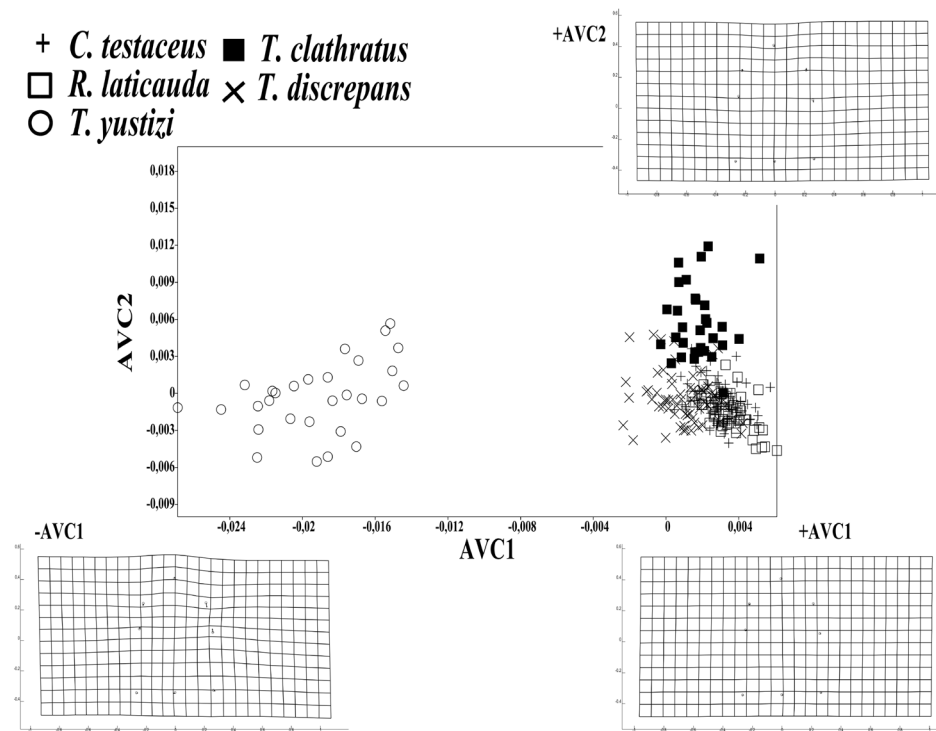 + C. testaceus ■ T. clathratus
□ R. laticauda × T. discrepans
○ T. yustizi
+AVC2
0,018
0,015
0,012
0,009
0,006
0,003
0
-0,003
-0,006
-0,009
AVC2
-0,024 -0,02 -0,016 -0,012 -0,008 -0,004 0 0,004
AVC1
-AVC1
+AVC1